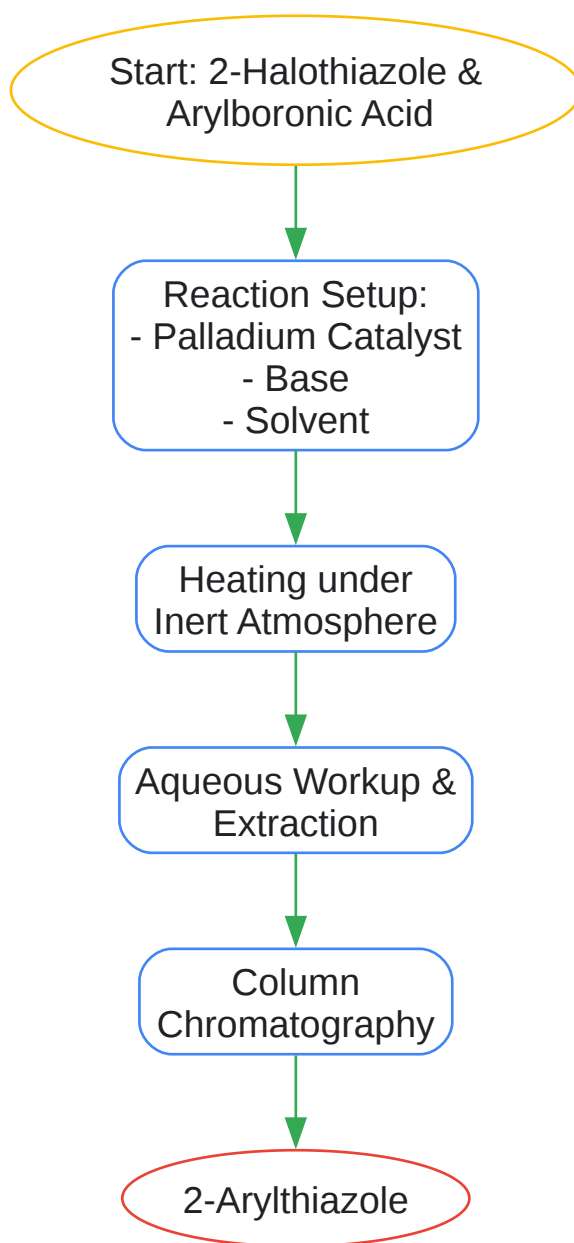 Start: 2-Halothiazole &
Arylboronic Acid
Reaction Setup:
- Palladium Catalyst
- Base
- Solvent
Heating under
Inert Atmosphere
Aqueous Workup &
Extraction
Column
Chromatography
2-Arylthiazole